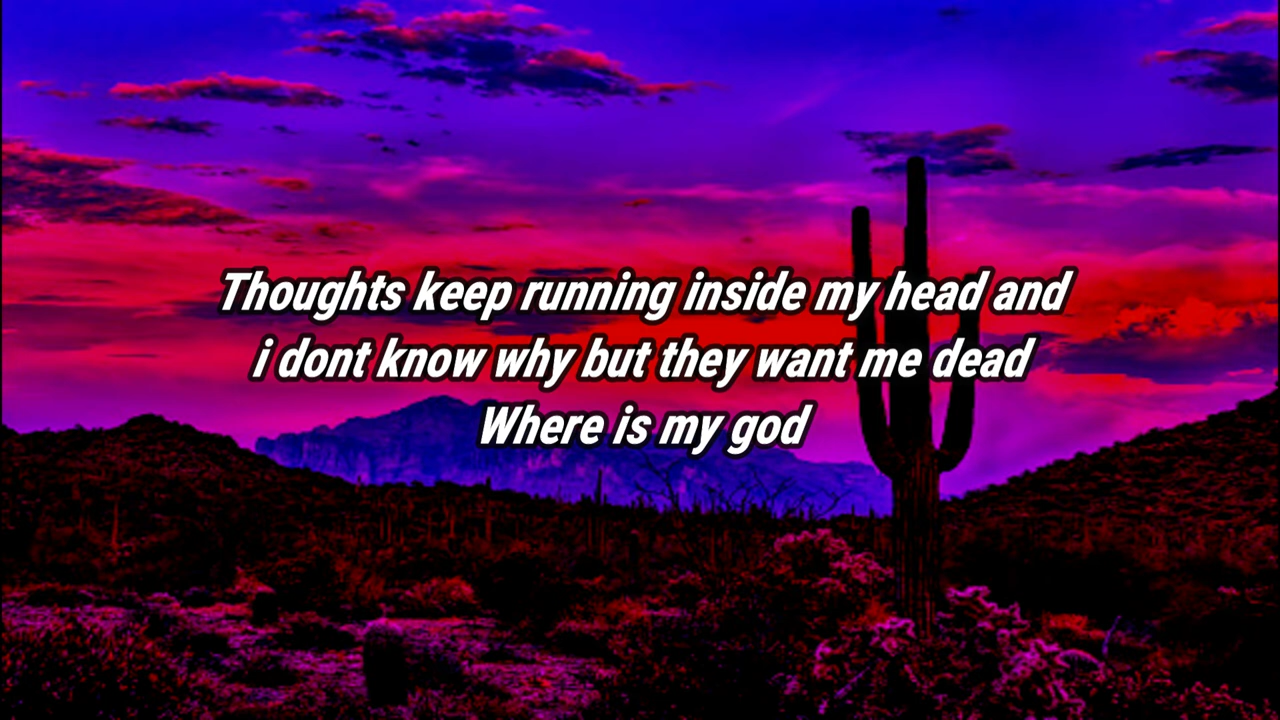 Thoughts keep running inside my head and
i dont know why but they want me dead
Where is my god